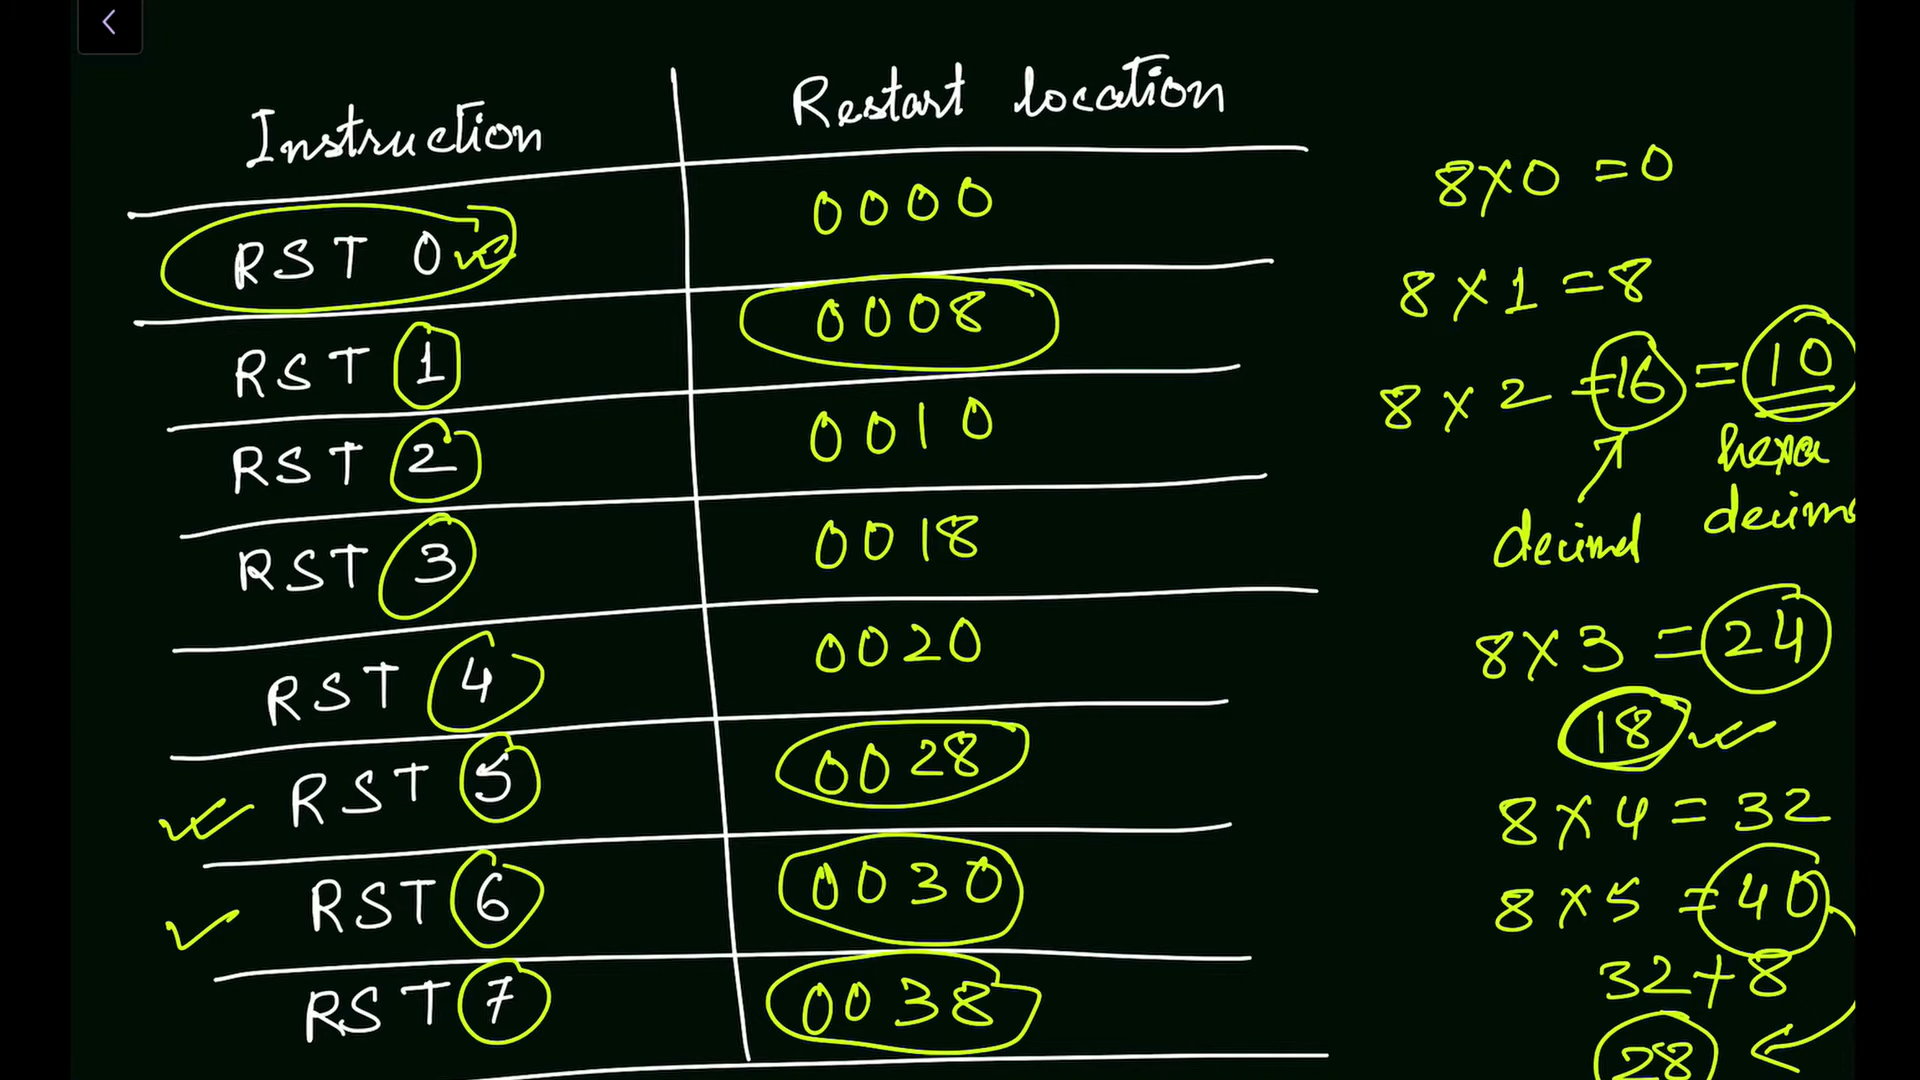 Instruction Restart location
RST 0 0000
RST 1 0008
RST 2 0010
RST 3 0018
RST 4 0020
RST 5 0028
RST 6 0030
RST 7 0038
8×0 =0
8×1 =8
8×2 =16 =10
decimal
hexa
decima
8×3 =24
18
8×4=32
8×5 =40
32+8
28